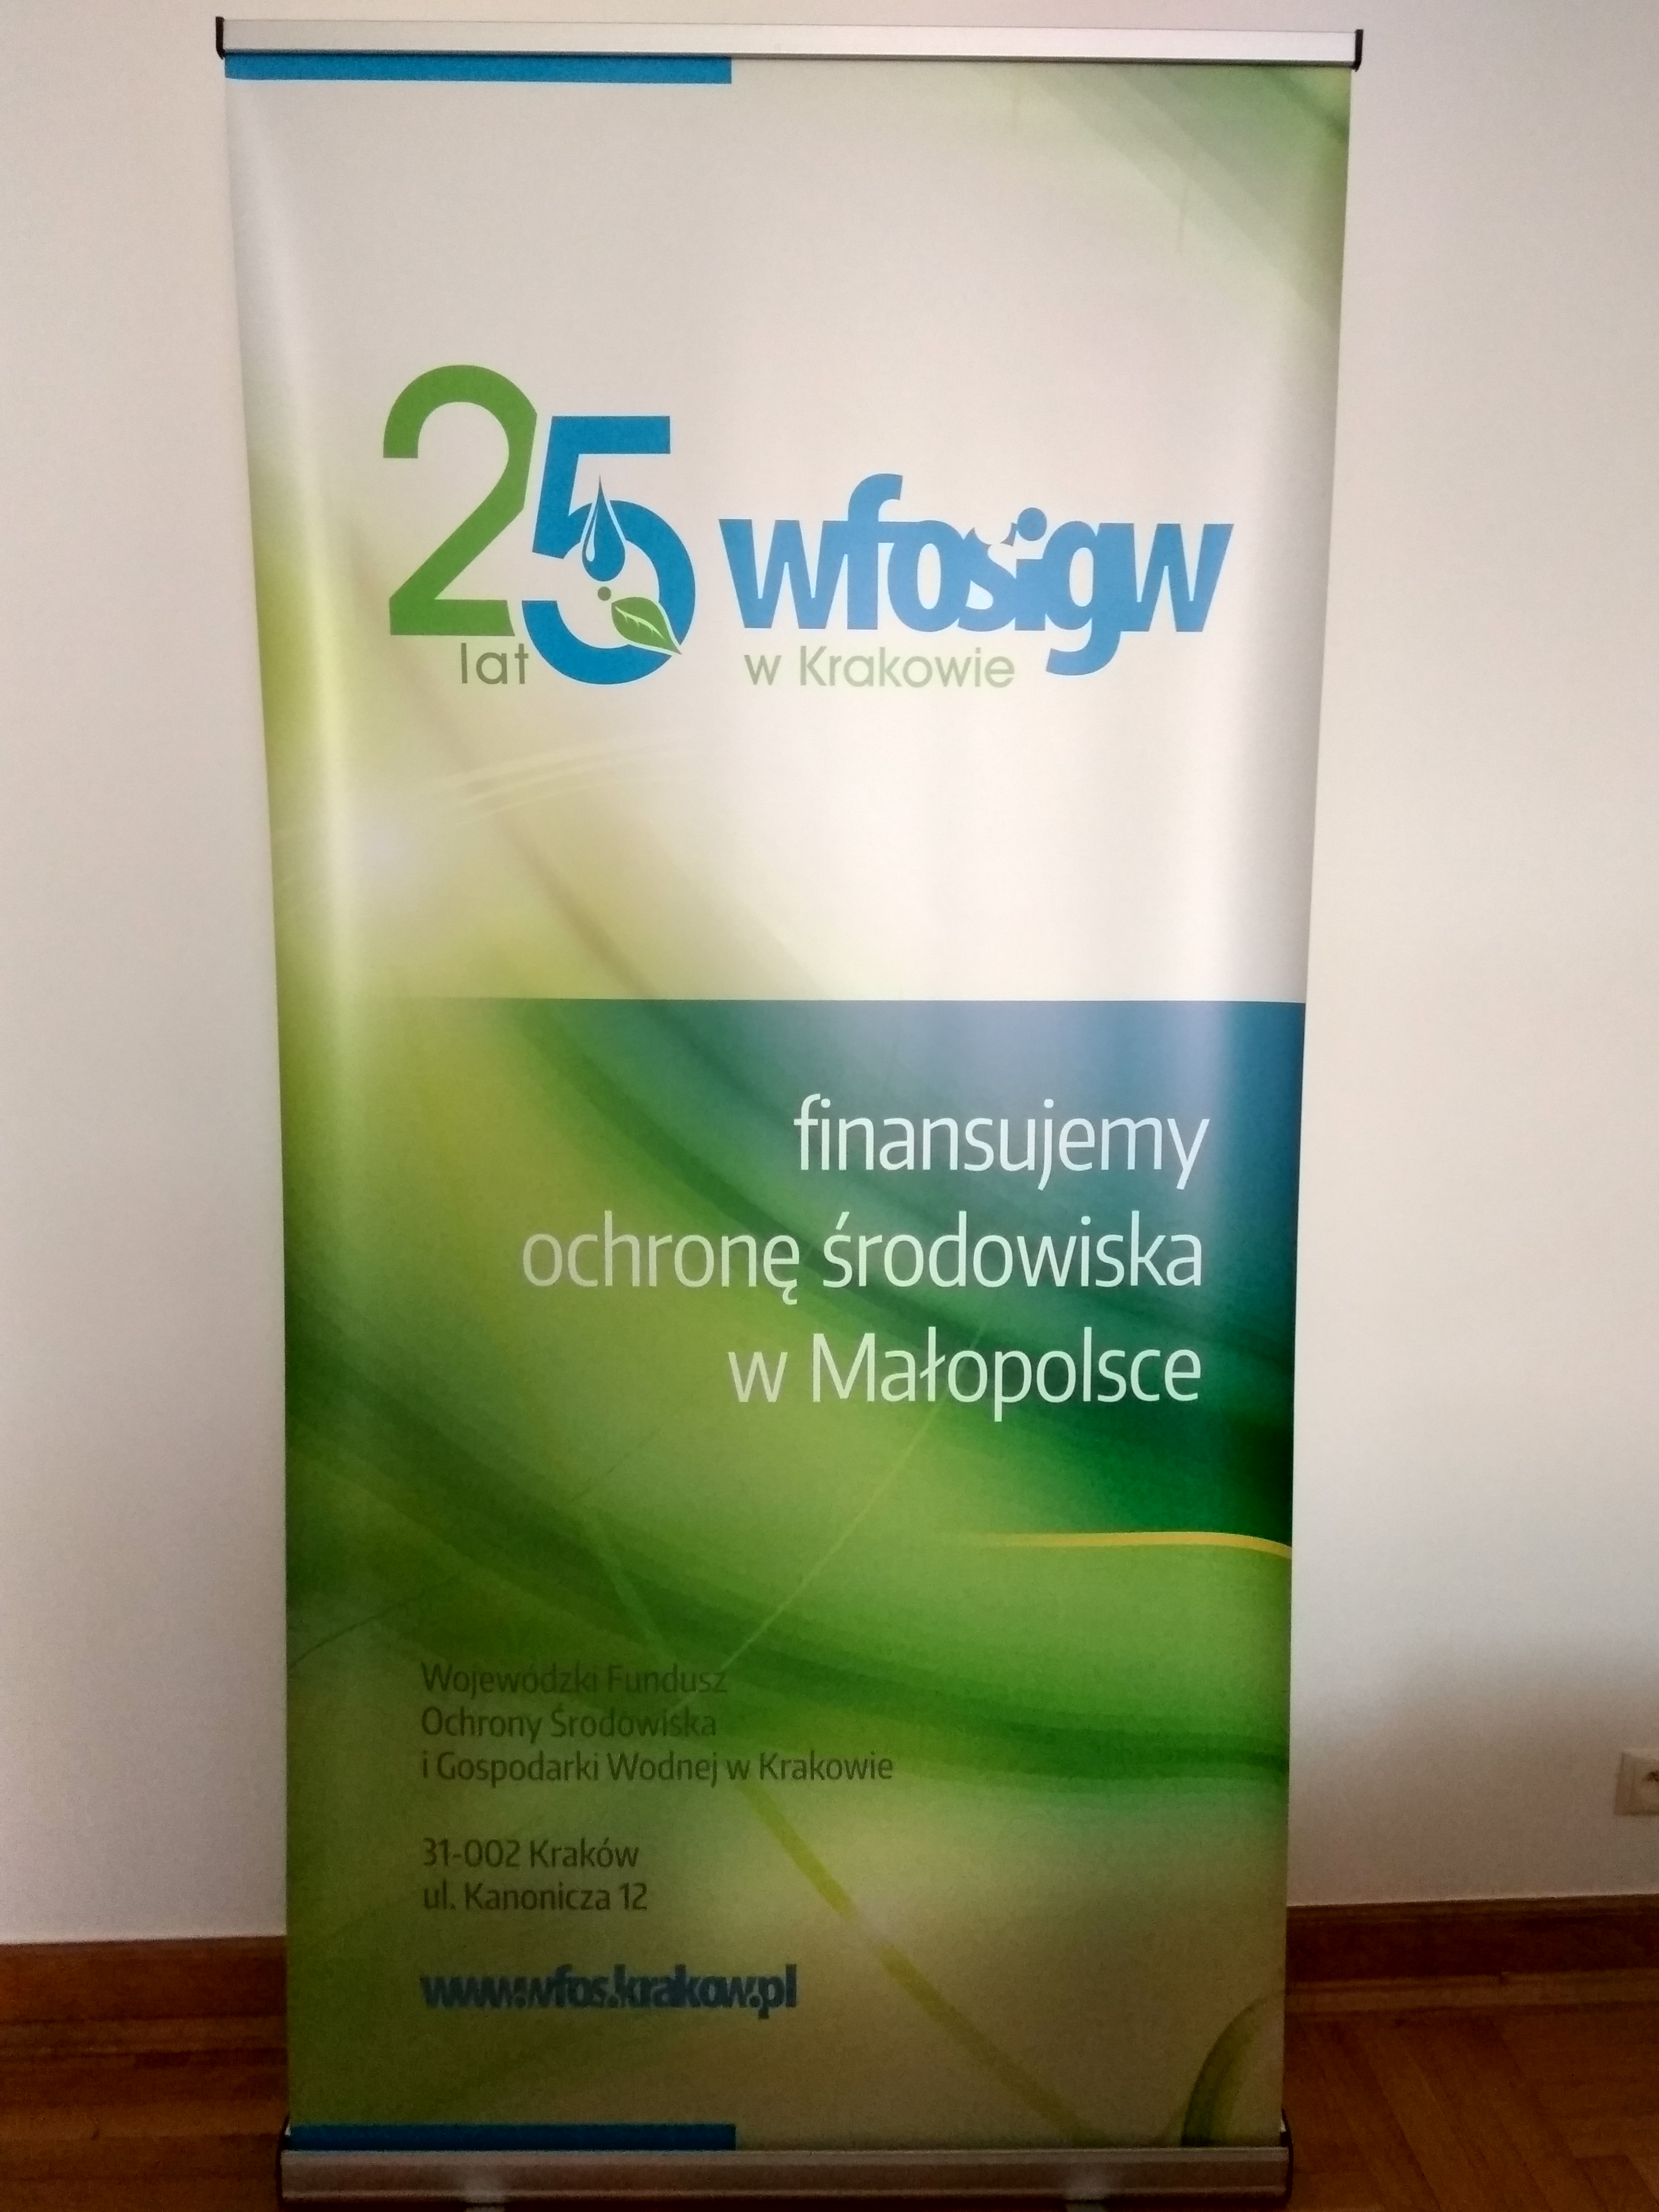 25
lat
wfosigw
w Krakowie
finansujemy
ochronę środowiska
w Małopolsce
Wojewódzki Fundusz
Ochrony Środowiska
i Gospodarki Wodnej w Krakowie
31-002 Kraków
ul. Kanonicza 12
www.wfos.krakow.pl